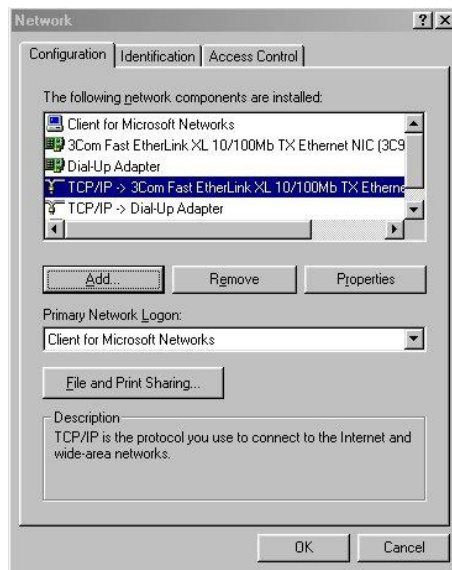 Network
Configuration Identification Access Control
The following network components are installed:
Client for Microsoft Networks
3Com Fast EtherLink XL 10/100Mb TX Ethernet NIC (3C9
Dial-Up Adapter
TCP/IP -> 3Com Fast EtherLink XL 10/100Mb TX Etherne
TCP/IP -> Dial-Up Adapter
Add... Remove Properties
Primary Network Logon:
Client for Microsoft Networks
File and Print Sharing...
Description
TCP/IP is the protocol you use to connect to the Internet and
wide-area networks.
OK Cancel